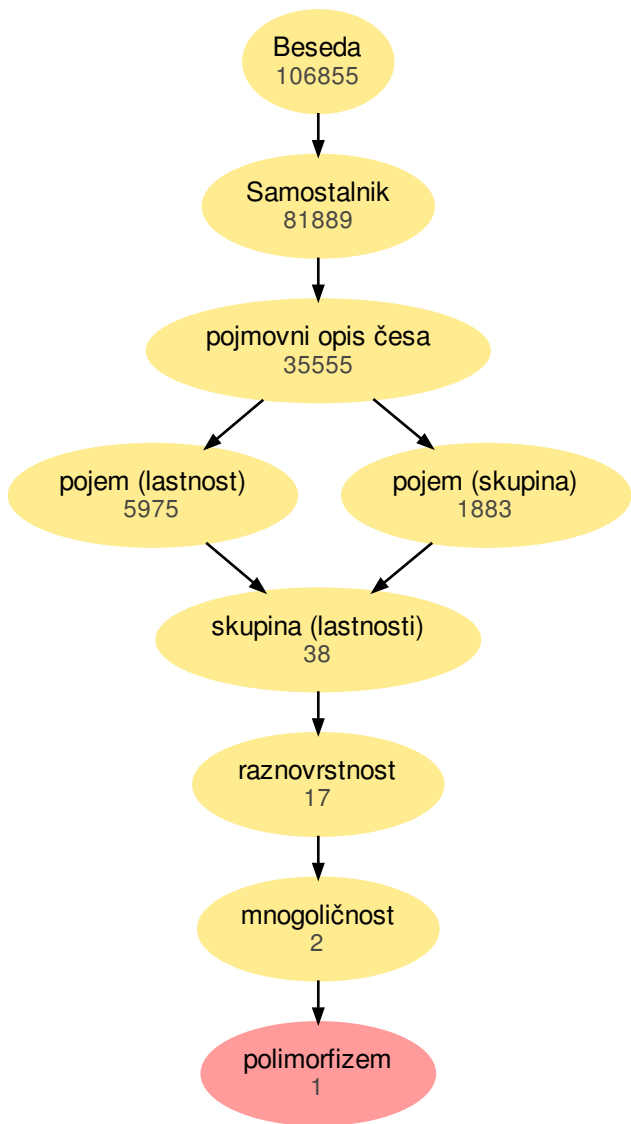 Beseda
106855
Samostalnik
81889
pojmovni opis česa
35555
pojem (lastnost)
5975
pojem (skupina)
1883
skupina (lastnosti)
38
raznovrstnost
17
mnogoličnost
2
polimorfizem
1